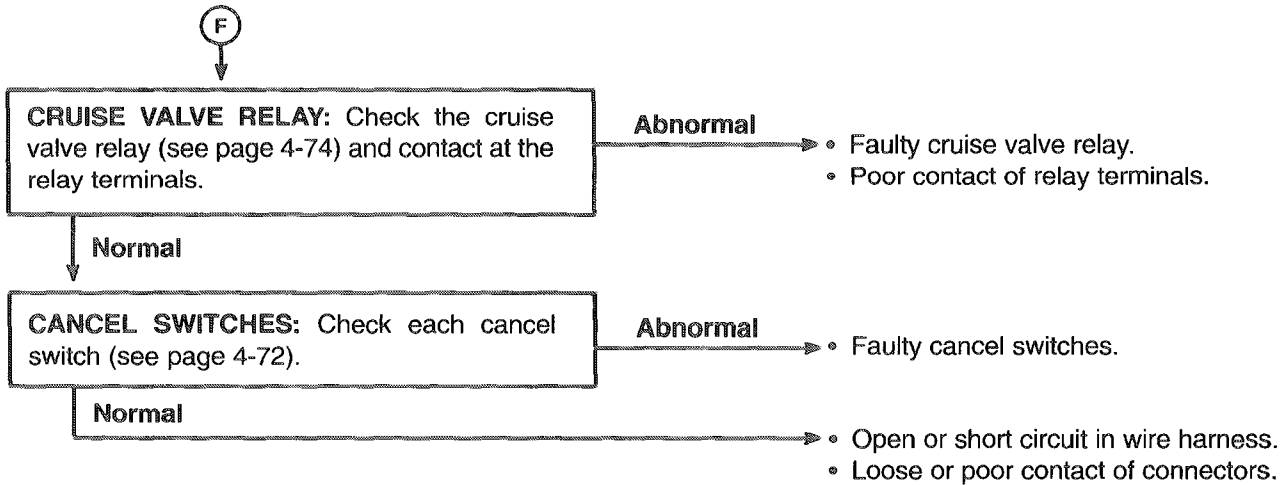 F
CRUISE VALVE RELAY: Check the cruise
valve relay (see page 4-74) and contact at the
relay terminals.
Abnormal
• Faulty cruise valve relay.
• Poor contact of relay terminals.
Normal
CANCEL SWITCHES: Check each cancel
switch (see page 4-72).
Abnormal
• Faulty cancel switches.
Normal
• Open or short circuit in wire harness.
• Loose or poor contact of connectors.